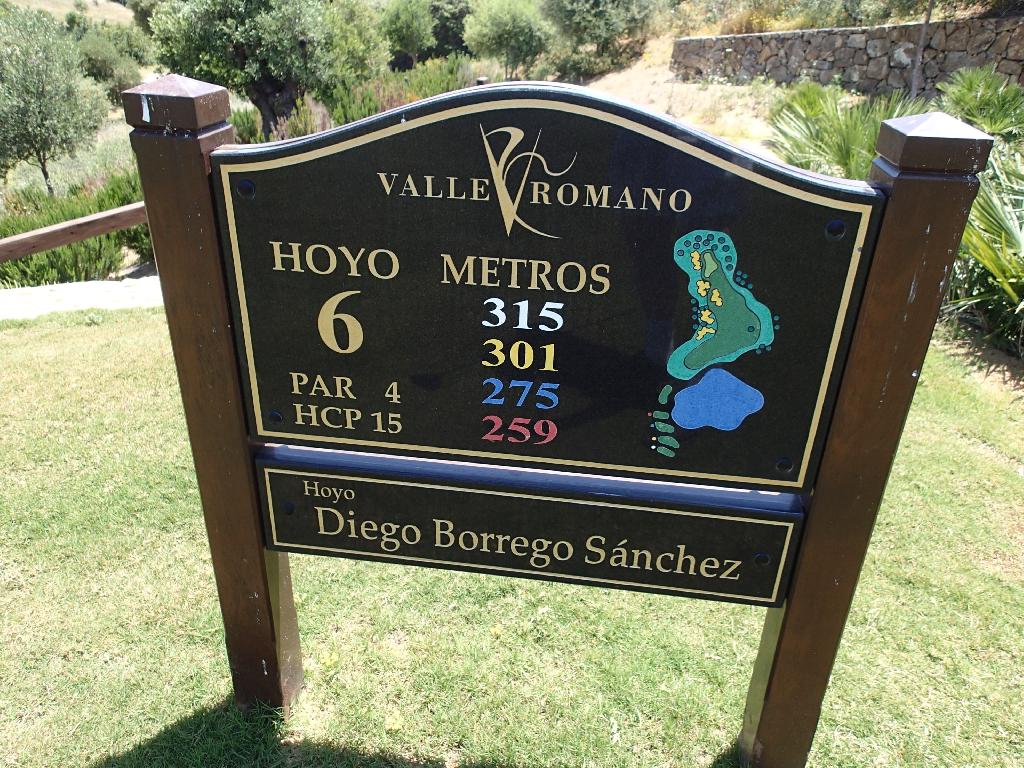 VALLE ROMANO
HOYO
6
PAR 4
HCP 15
METROS
315
301
275
259
Hoyo
Diego Borrego Sánchez